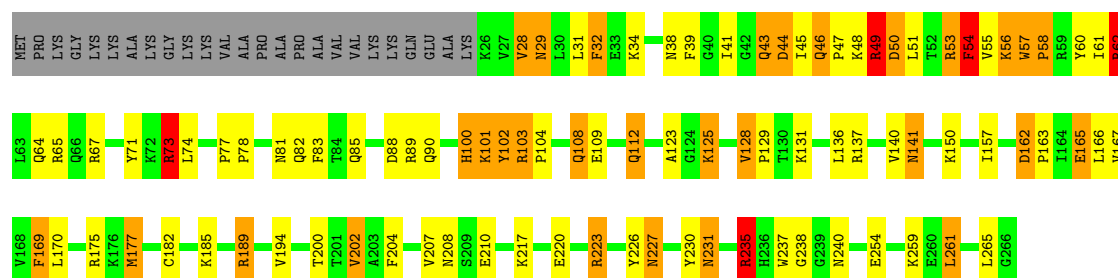 MET PRO LYS GLY LYS LYS ALA LYS GLY LYS LYS VAL ALA PRO ALA PRO ALA VAL VAL LYS LYS GLN GLU ALA LYS K26 V27 V28 N29 L30 L31 F32 E33 K34 N38 F39 G40 I41 G42 Q43 D44 I45 Q46 P47 K48 R49 D50 L51 T52 R53 F54 V55 K56 W57 P58 R59 Y60 I61 R62
L63 Q64 R65 Q66 R67 Y71 K72 R73 L74 P77 P78 N81 Q82 F83 T84 Q85 D88 R89 Q90 H100 K101 Y102 R103 P104 Q108 E109 Q112 A123 G124 K125 V128 P129 T130 K131 L136 R137 V140 N141 K150 I157 D162 P163 I164 E165 L166 V167
V168 F169 L170 R175 K176 M177 C182 K185 R189 V194 T200 T201 V202 A203 F204 V207 N208 S209 E210 K217 E220 R223 Y226 N227 Y230 N231 R235 H236 W237 G238 G239 N240 E254 K259 E260 L261 L265 G266